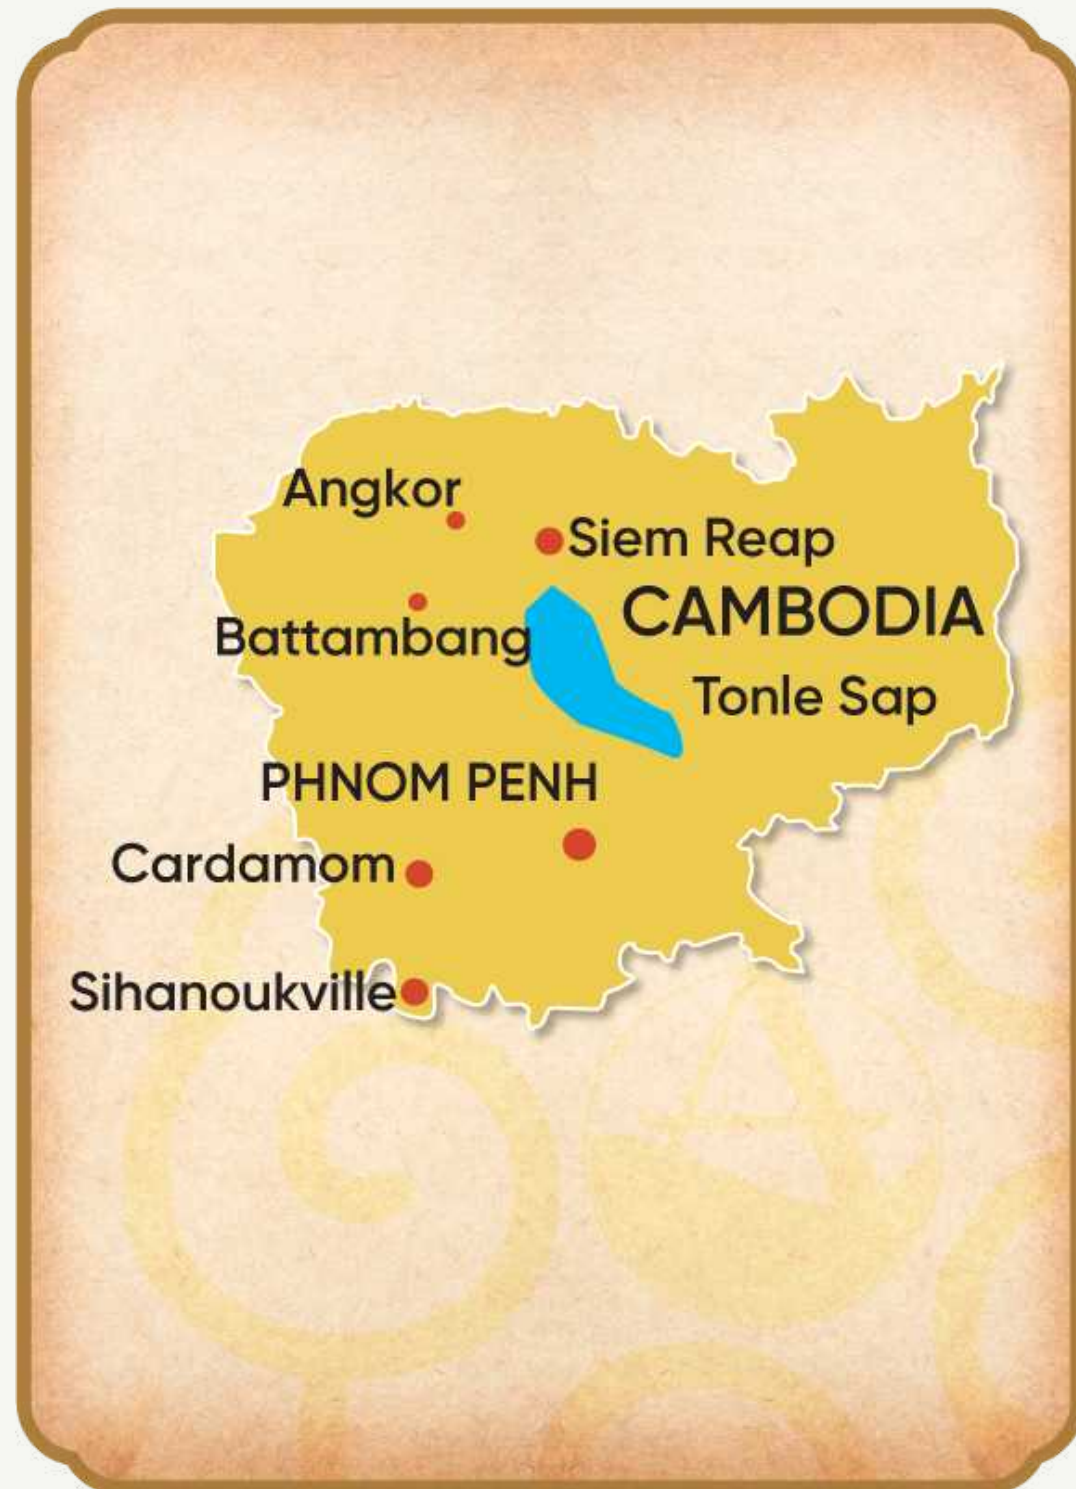 Angkor
Siem Reap
CAMBODIA
Battambang
Tonle Sap
PHNOM PENH
Cardamom
Sihanoukville